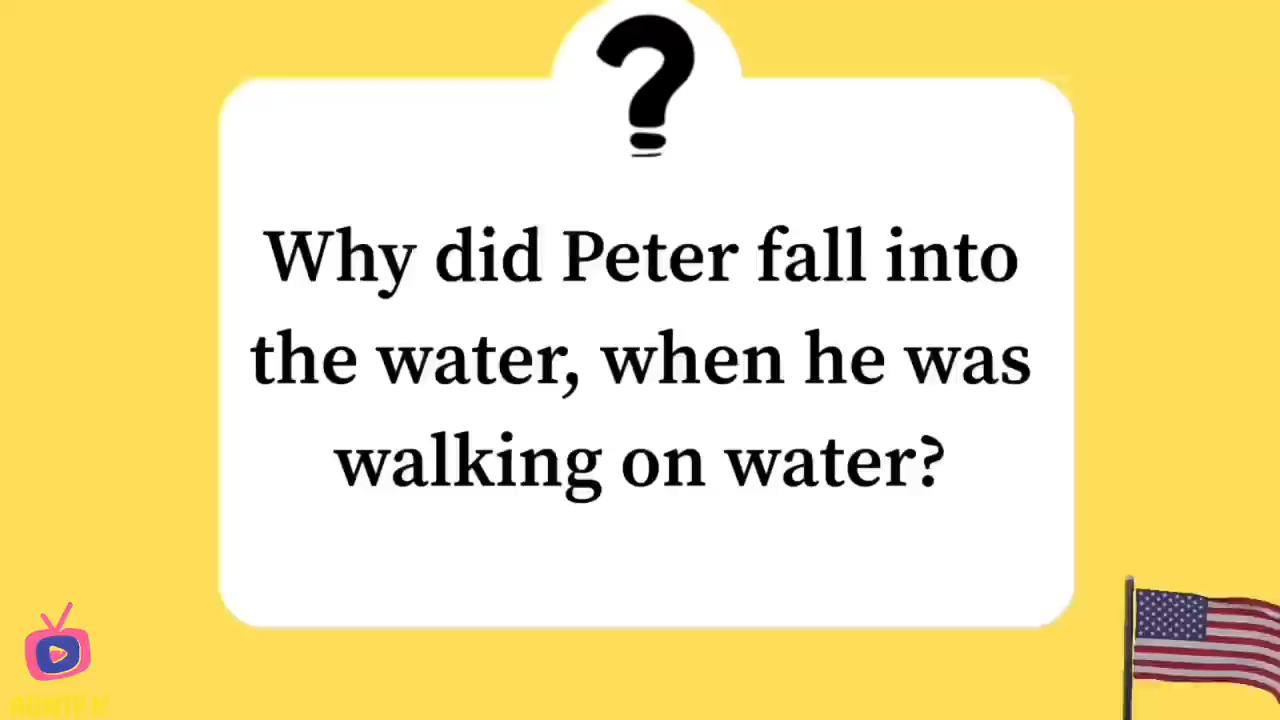 ?
Why did Peter fall into
the water, when he was
walking on water?